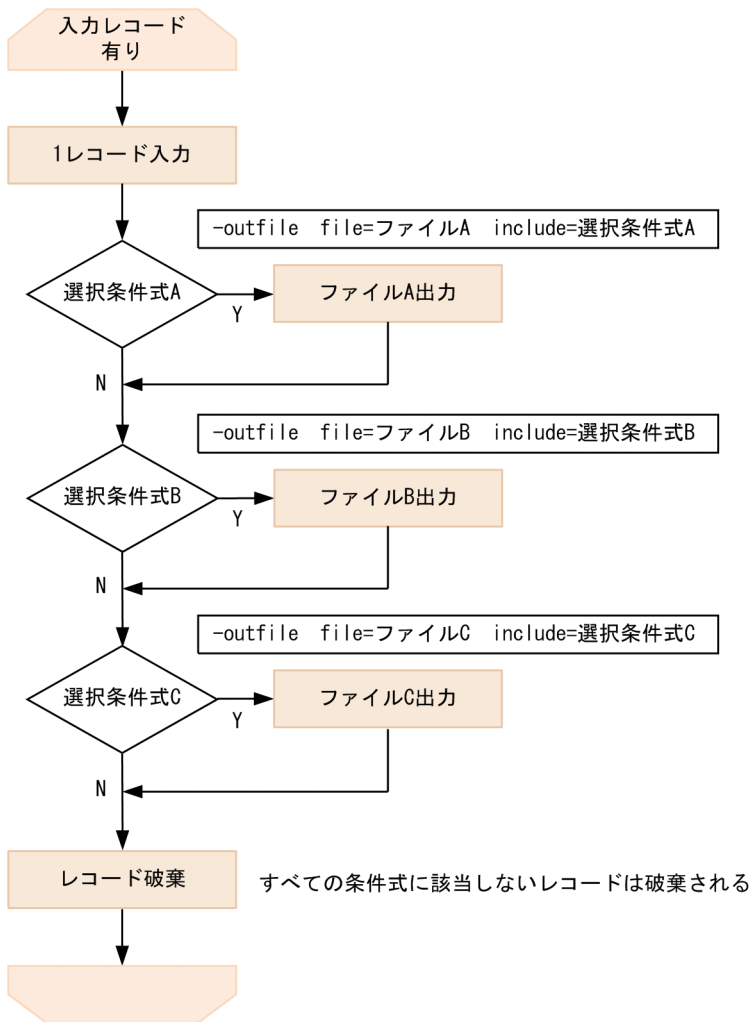 入力レコード
有り
1レコード入力
-outfile file=ファイルA include=選択条件式A
選択条件式A
Y
ファイルA出力
N
-outfile file=ファイルB include=選択条件式B
選択条件式B
Y
ファイルB出力
N
-outfile file=ファイルC include=選択条件式C
選択条件式C
Y
ファイルC出力
N
レコード破棄
すべての条件式に該当しないレコードは破棄される